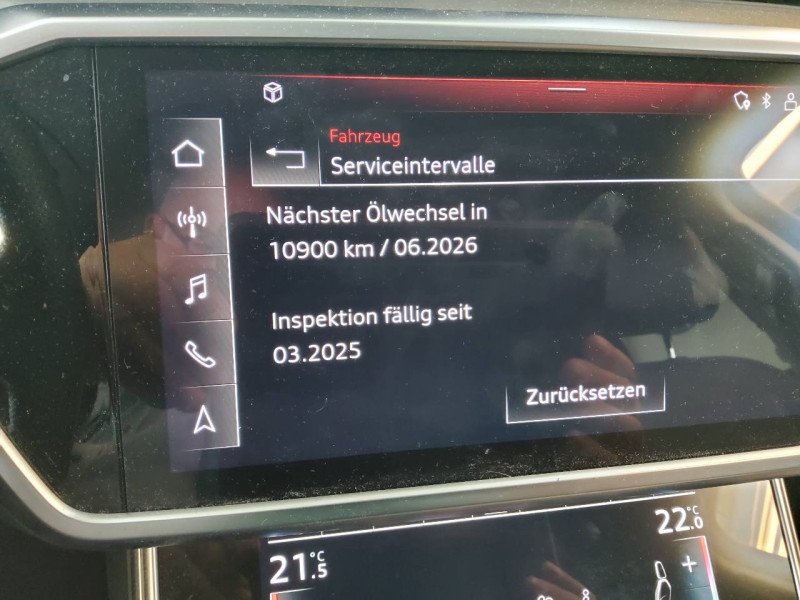 Fahrzeug
Serviceintervalle
Nächster Ölwechsel in
10900 km / 06.2026
Inspektion fällig seit
03.2025
Zurücksetzen
21.5 °C
22.0 °C
+